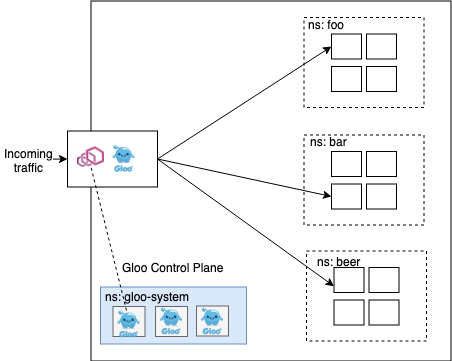 ns: foo
ns: bar
Incoming
traffic
Gloo
ns: beer
Gloo Control Plane
ns: gloo-system
Gloo
Gloo
Gloo